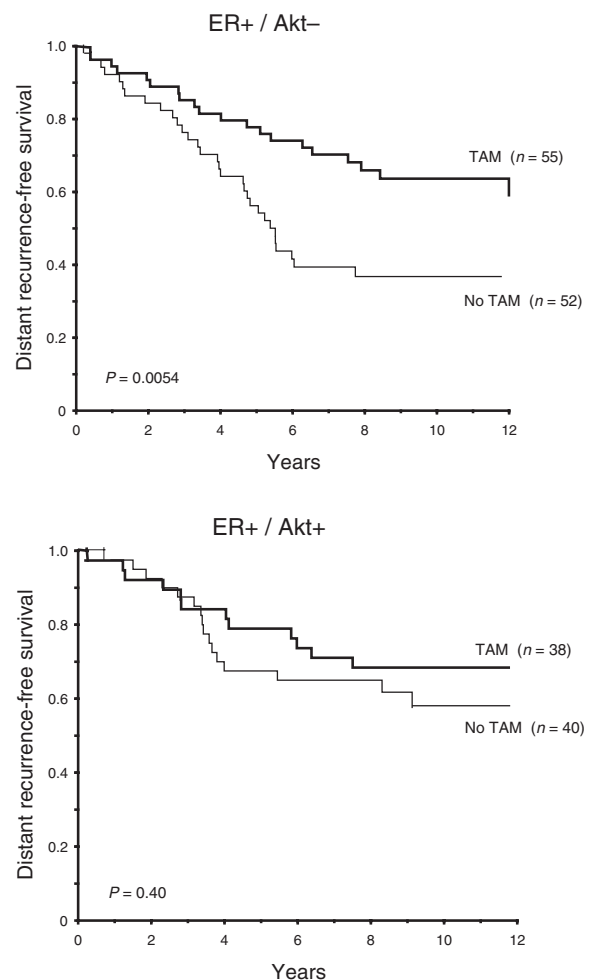 ER+ / Akt–
Distant recurrence-free survival
1.0
0.8
0.6
0.4
0.2
0
TAM (n = 55)
No TAM (n = 52)
P = 0.0054
0 2 4 6 8 10 12
Years
ER+ / Akt+
Distant recurrence-free survival
1.0
0.8
0.6
0.4
0.2
0
TAM (n = 38)
No TAM (n = 40)
P = 0.40
0 2 4 6 8 10 12
Years